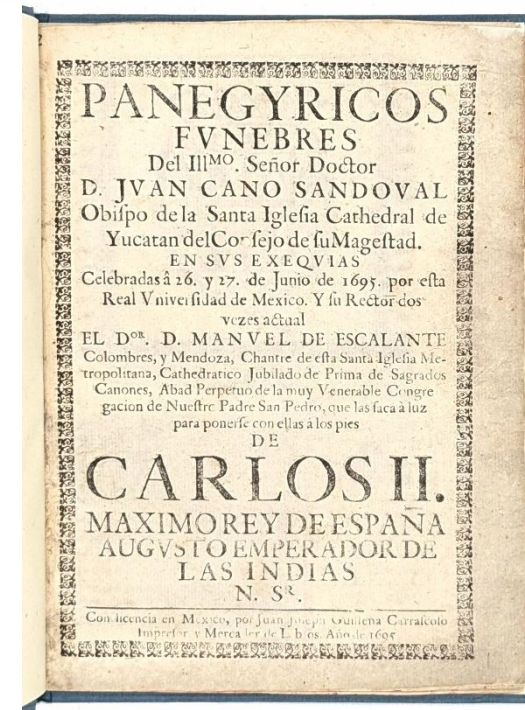 PANEGYRICOS
FVNEBRES
Del Ill^MO. Señor Doctor
D. JVAN CANO SANDOVAL
Obiſpo de la Santa Igleſia Cathedral de
Yucatan del Conſejo de ſu Mageſtad.
EN SVS EXEQVIAS
Celebradas â 26. y 27. de Junio de 1695. por eſta
Real Vniverſidad de Mexico. Y ſu Rector dos
vezes actual
EL D^OR. D. MANVEL DE ESCALANTE
Colombres, y Mendoza, Chantre de eſta Santa Igleſia Me-
tropolitana, Cathedratico Jubilado de Prima de Sagrados
Canones, Abad Perpetuo de la muy Venerable Congre
gacion de Nueſtro Padre San Pedro, que las ſaca à luz
para ponerſe con ellas á los pies
DE
CARLOS II.
MAXIMO REY DE ESPAÑA
AUGVSTO EMPERADOR DE
LAS INDIAS
N. S^R.
Con licencia en Mexico, por Juan Joſeph Guillena Carraſcoſo
Impreſor, y Mercader de Libros. Año de 1695